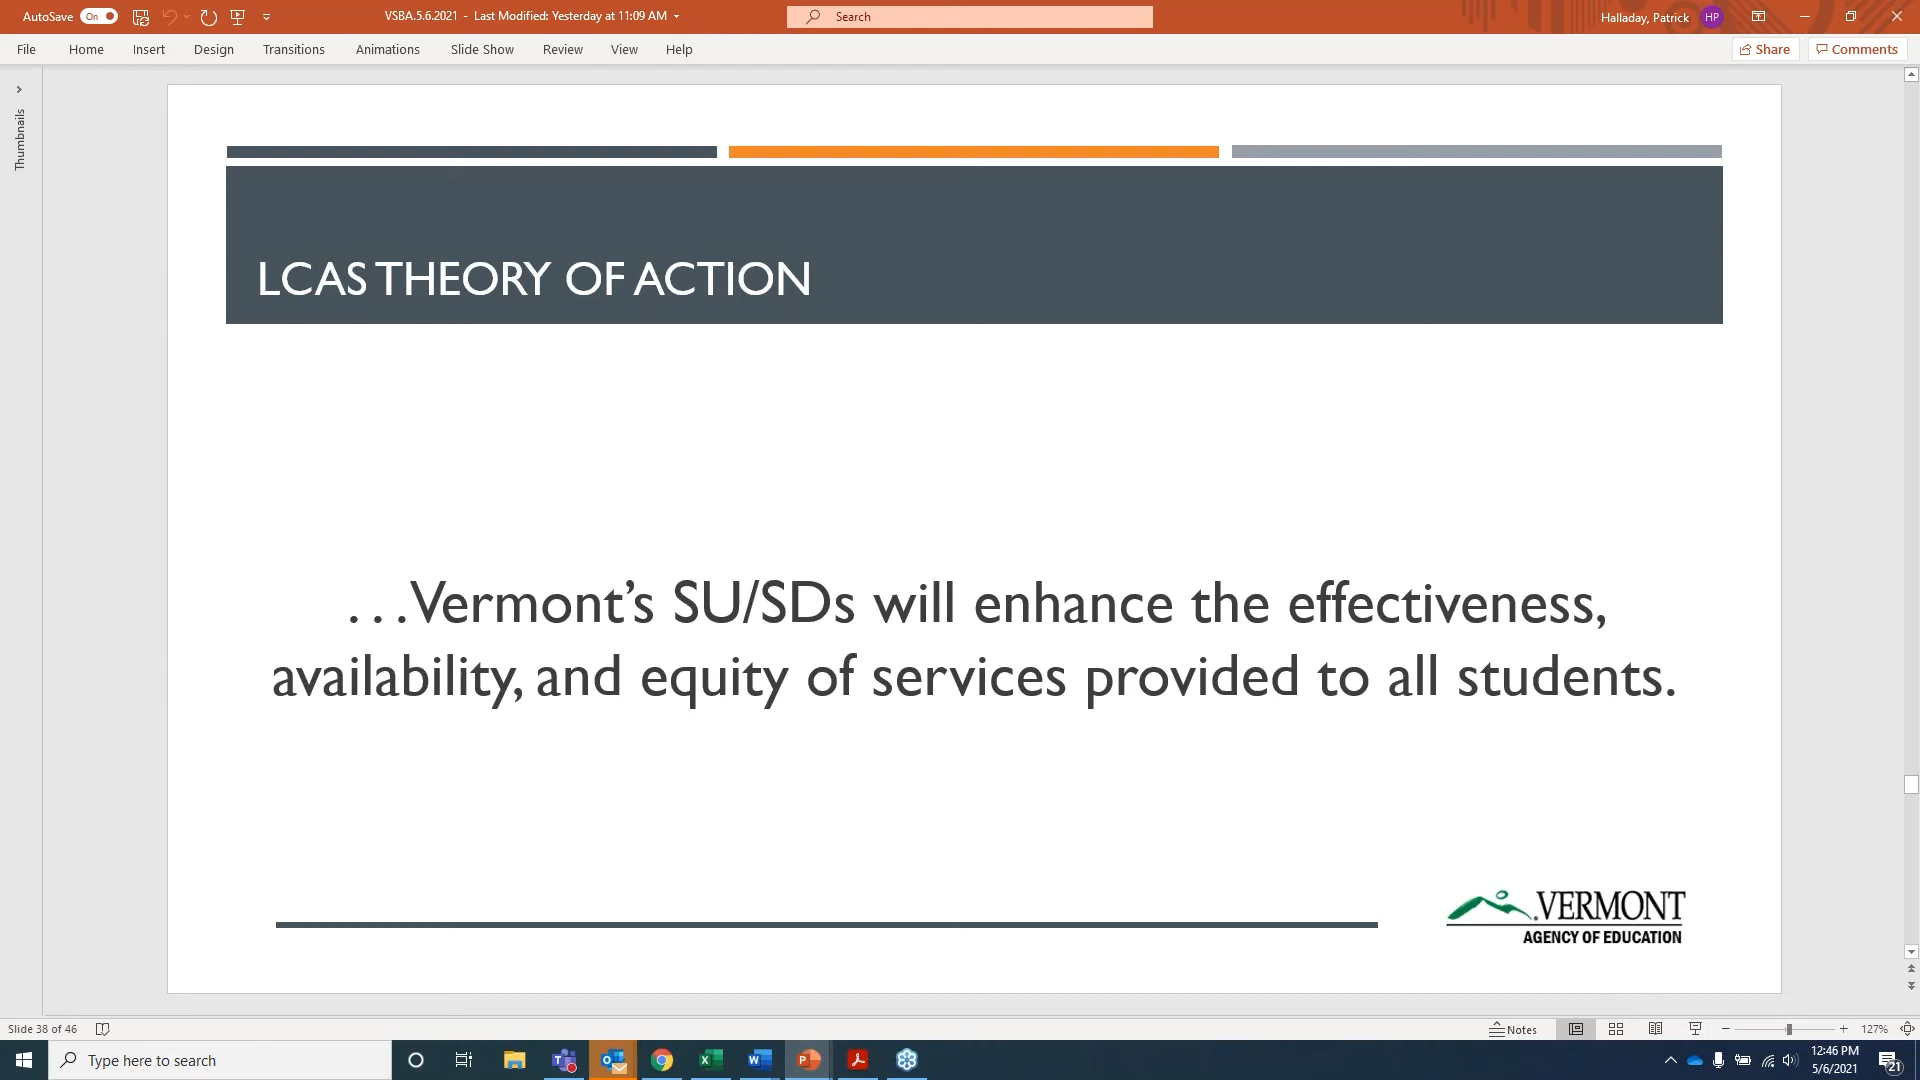 AutoSave On
VSBA.5.6.2021 - Last Modified: Yesterday at 11:09 AM
Search
Halladay, Patrick HP
File Home Insert Design Transitions Animations Slide Show Review View Help
Share Comments
Thumbnails
LCAS THEORY OF ACTION
…Vermont’s SU/SDs will enhance the effectiveness,
availability, and equity of services provided to all students.
VERMONT
AGENCY OF EDUCATION
Slide 38 of 46
Notes
127%
Type here to search
12:46 PM
5/6/2021
21